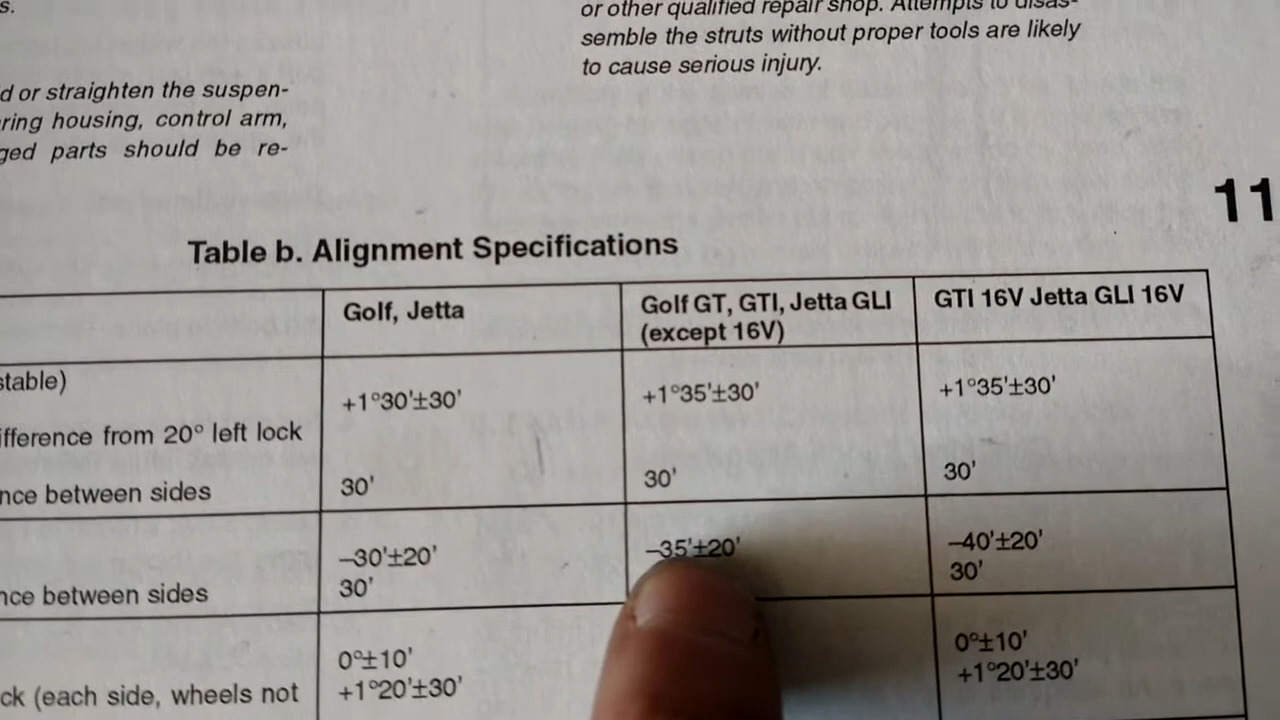 s.
d or straighten the suspen-
ring housing, control arm,
ged parts should be re-
or other qualified repair shop. Attempts to disas-
semble the struts without proper tools are likely
to cause serious injury.
11
Table b. Alignment Specifications
Golf, Jetta
Golf GT, GTI, Jetta GLI
(except 16V)
GTI 16V Jetta GLI 16V
stable)
+1°30'±30'
+1°35'±30'
+1°35'±30'
ifference from 20° left lock
nce between sides
30'
30'
30'
–30'±20'
–35'±20'
–40'±20'
nce between sides
30'
30'
0°±10'
0°±10'
ck (each side, wheels not
+1°20'±30'
+1°20'±30'